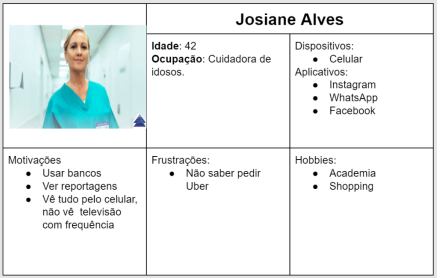 Josiane Alves
Idade: 42
Ocupação: Cuidadora de
idosos.
Dispositivos:
● Celular
Aplicativos:
● Instagram
● WhatsApp
● Facebook
Motivações
● Usar bancos
● Ver reportagens
● Vê tudo pelo celular,
não vê televisão
com frequência
Frustrações:
● Não saber pedir
Uber
Hobbies:
● Academia
● Shopping